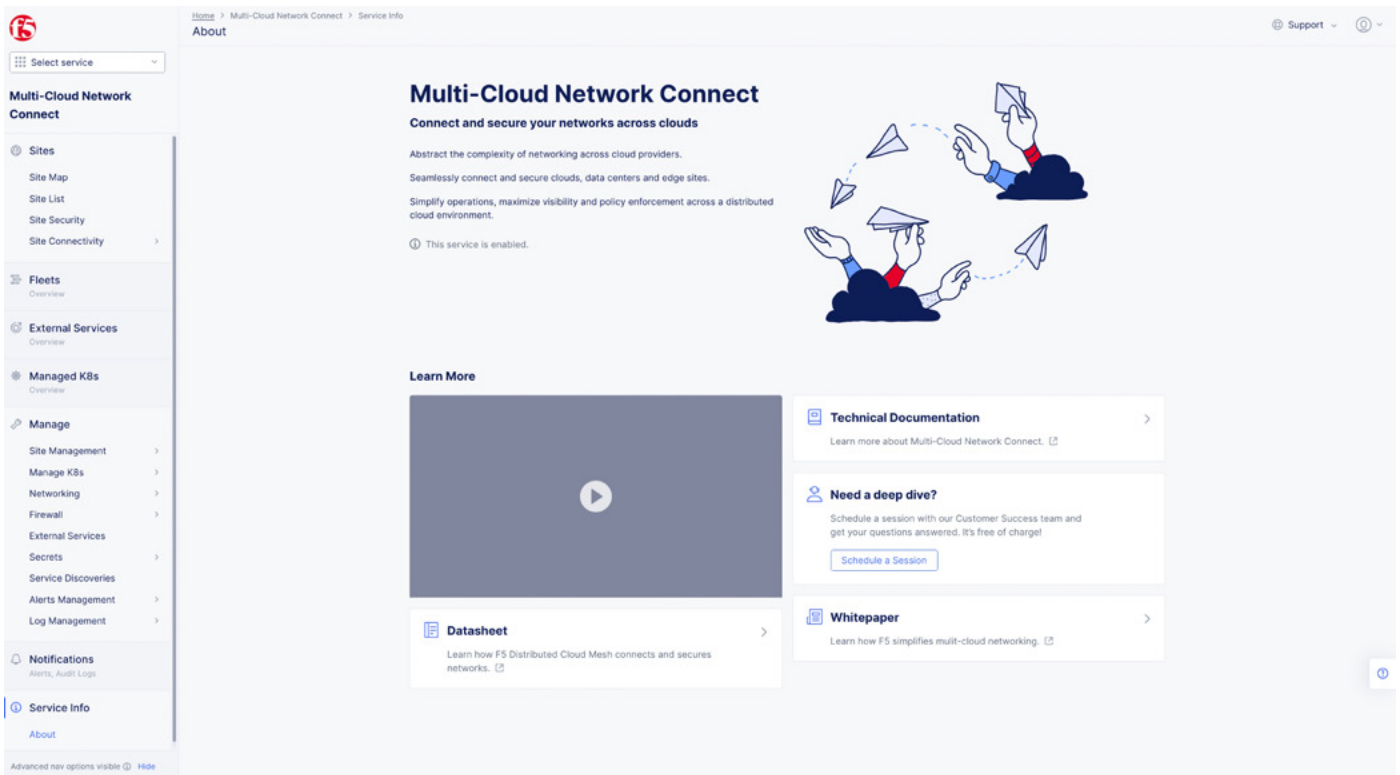 f5
Home > Multi-Cloud Network Connect > Service Info
About
Support
Select service
Multi-Cloud Network
Connect
Sites
Site Map
Site List
Site Security
Site Connectivity
Fleets
Overview
External Services
Overview
Managed K8s
Overview
Manage
Site Management
Manage K8s
Networking
Firewall
External Services
Secrets
Service Discoveries
Alerts Management
Log Management
Notifications
Alerts, Audit Logs
Service Info
About
Advanced nav options visible Hide
Multi-Cloud Network Connect
Connect and secure your networks across clouds
Abstract the complexity of networking across cloud providers.
Seamlessly connect and secure clouds, data centers and edge sites.
Simplify operations, maximize visibility and policy enforcement across a distributed
cloud environment.
This service is enabled.
Learn More
Datasheet
Learn how F5 Distributed Cloud Mesh connects and secures
networks.
Technical Documentation
Learn more about Multi-Cloud Network Connect.
Need a deep dive?
Schedule a session with our Customer Success team and
get your questions answered. It's free of charge!
Schedule a Session
Whitepaper
Learn how F5 simplifies mulit-cloud networking.